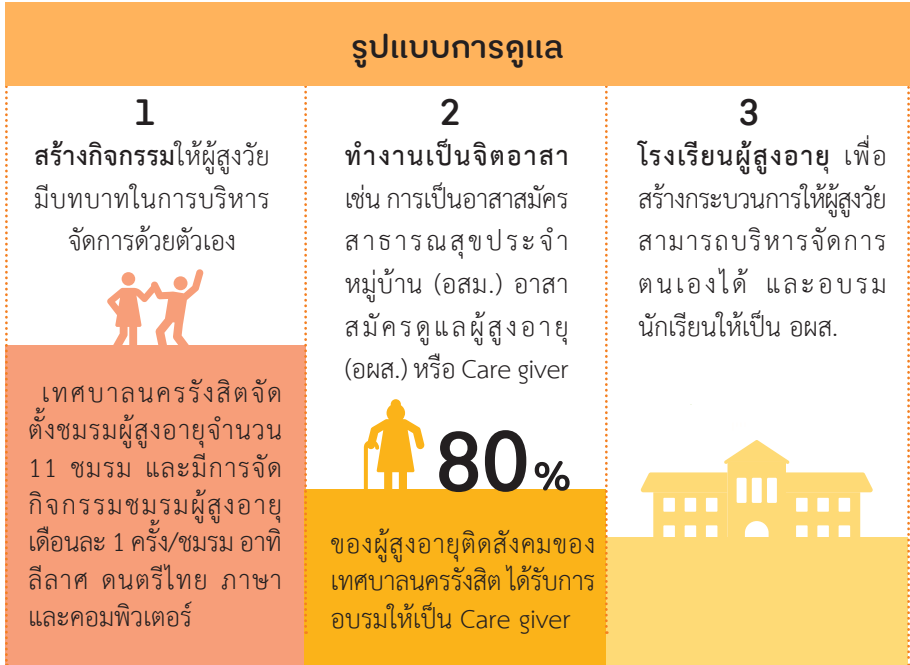 รูปแบบการดูแล
1
สร้างกิจกรรมให้ผู้สูงวัย
มีบทบาทในการบริหาร
จัดการด้วยตัวเอง
เทศบาลนครรังสิตจัด
ตั้งชมรมผู้สูงอายุจำนวน
11 ชมรม และมีการจัด
กิจกรรมชมรมผู้สูงอายุ
เดือนละ 1 ครั้ง/ชมรม อาทิ
ลีลาศ ดนตรีไทย ภาษา
และคอมพิวเตอร์
2
ทำงานเป็นจิตอาสา
เช่น การเป็นอาสาสมัคร
สาธารณสุขประจำ
หมู่บ้าน (อสม.) อาสา
สมัครดูแลผู้สูงอายุ
(อผส.) หรือ Care giver
80%
ของผู้สูงอายุติดสังคมของ
เทศบาลนครรังสิต ได้รับการ
อบรมให้เป็น Care giver
3
โรงเรียนผู้สูงอายุ เพื่อ
สร้างกระบวนการให้ผู้สูงวัย
สามารถบริหารจัดการ
ตนเองได้ และอบรม
นักเรียนให้เป็น อผส.